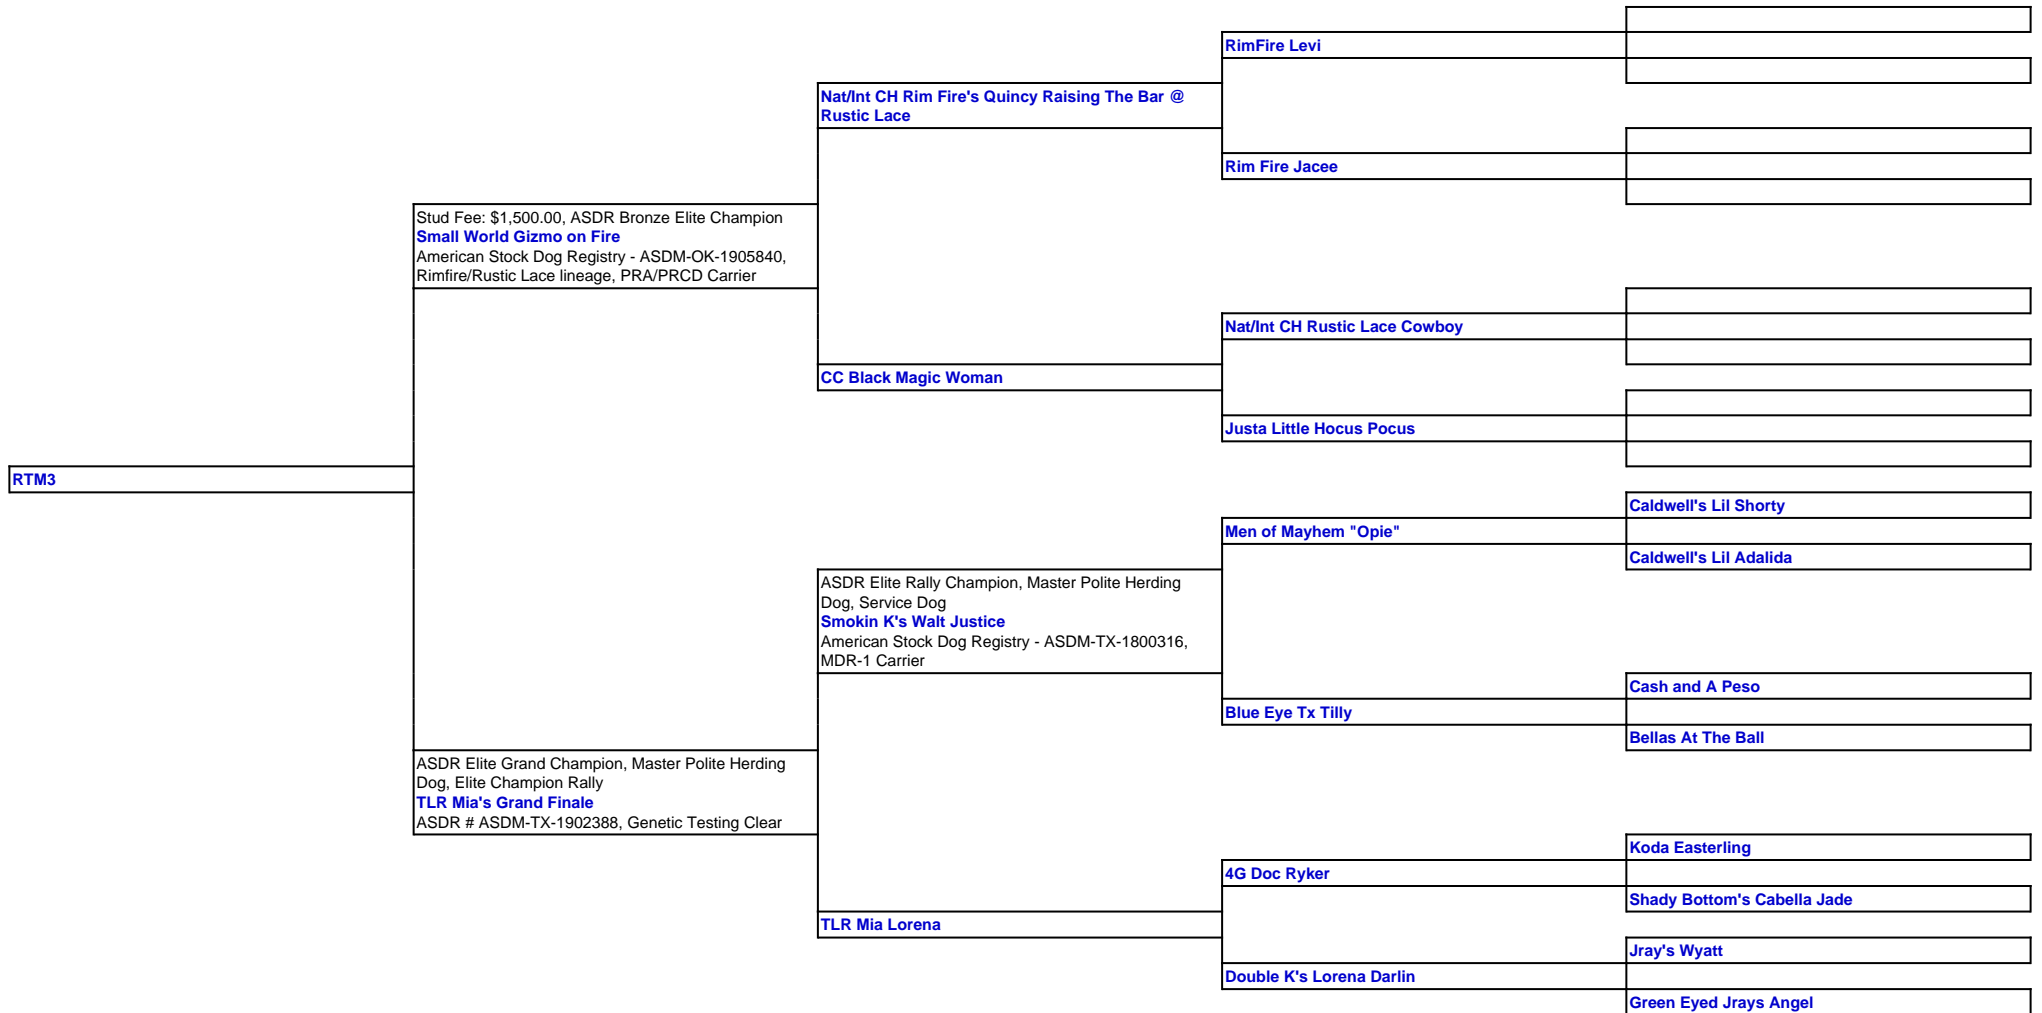 RimFire Levi
Nat/Int CH Rim Fire's Quincy Raising The Bar @
Rustic Lace
Rim Fire Jacee
Stud Fee: $1,500.00, ASDR Bronze Elite Champion
Small World Gizmo on Fire
American Stock Dog Registry - ASDM-OK-1905840,
Rimfire/Rustic Lace lineage, PRA/PRCD Carrier
Nat/Int CH Rustic Lace Cowboy
CC Black Magic Woman
Justa Little Hocus Pocus
RTM3
Caldwell's Lil Shorty
Men of Mayhem "Opie"
Caldwell's Lil Adalida
ASDR Elite Rally Champion, Master Polite Herding
Dog, Service Dog
Smokin K's Walt Justice
American Stock Dog Registry - ASDM-TX-1800316,
MDR-1 Carrier
Cash and A Peso
Blue Eye Tx Tilly
Bellas At The Ball
ASDR Elite Grand Champion, Master Polite Herding
Dog, Elite Champion Rally
TLR Mia's Grand Finale
ASDR # ASDM-TX-1902388, Genetic Testing Clear
Koda Easterling
4G Doc Ryker
Shady Bottom's Cabella Jade
TLR Mia Lorena
Jray's Wyatt
Double K's Lorena Darlin
Green Eyed Jrays Angel